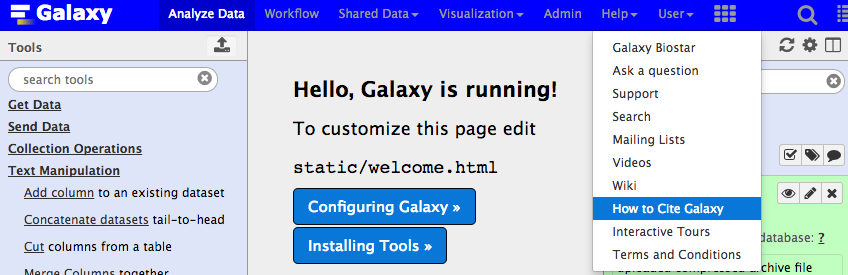 Galaxy Analyze Data Workflow Shared Data Visualization Admin Help User
Tools
search tools
Get Data
Send Data
Collection Operations
Text Manipulation
Add column to an existing dataset
Concatenate datasets tail-to-head
Cut columns from a table
Merge Columns together
Hello, Galaxy is running!
To customize this page edit
static/welcome.html
Configuring Galaxy »
Installing Tools »
Galaxy Biostar
Ask a question
Support
Search
Mailing Lists
Videos
Wiki
How to Cite Galaxy
Interactive Tours
Terms and Conditions
database: ?
uploaded compressed archive file